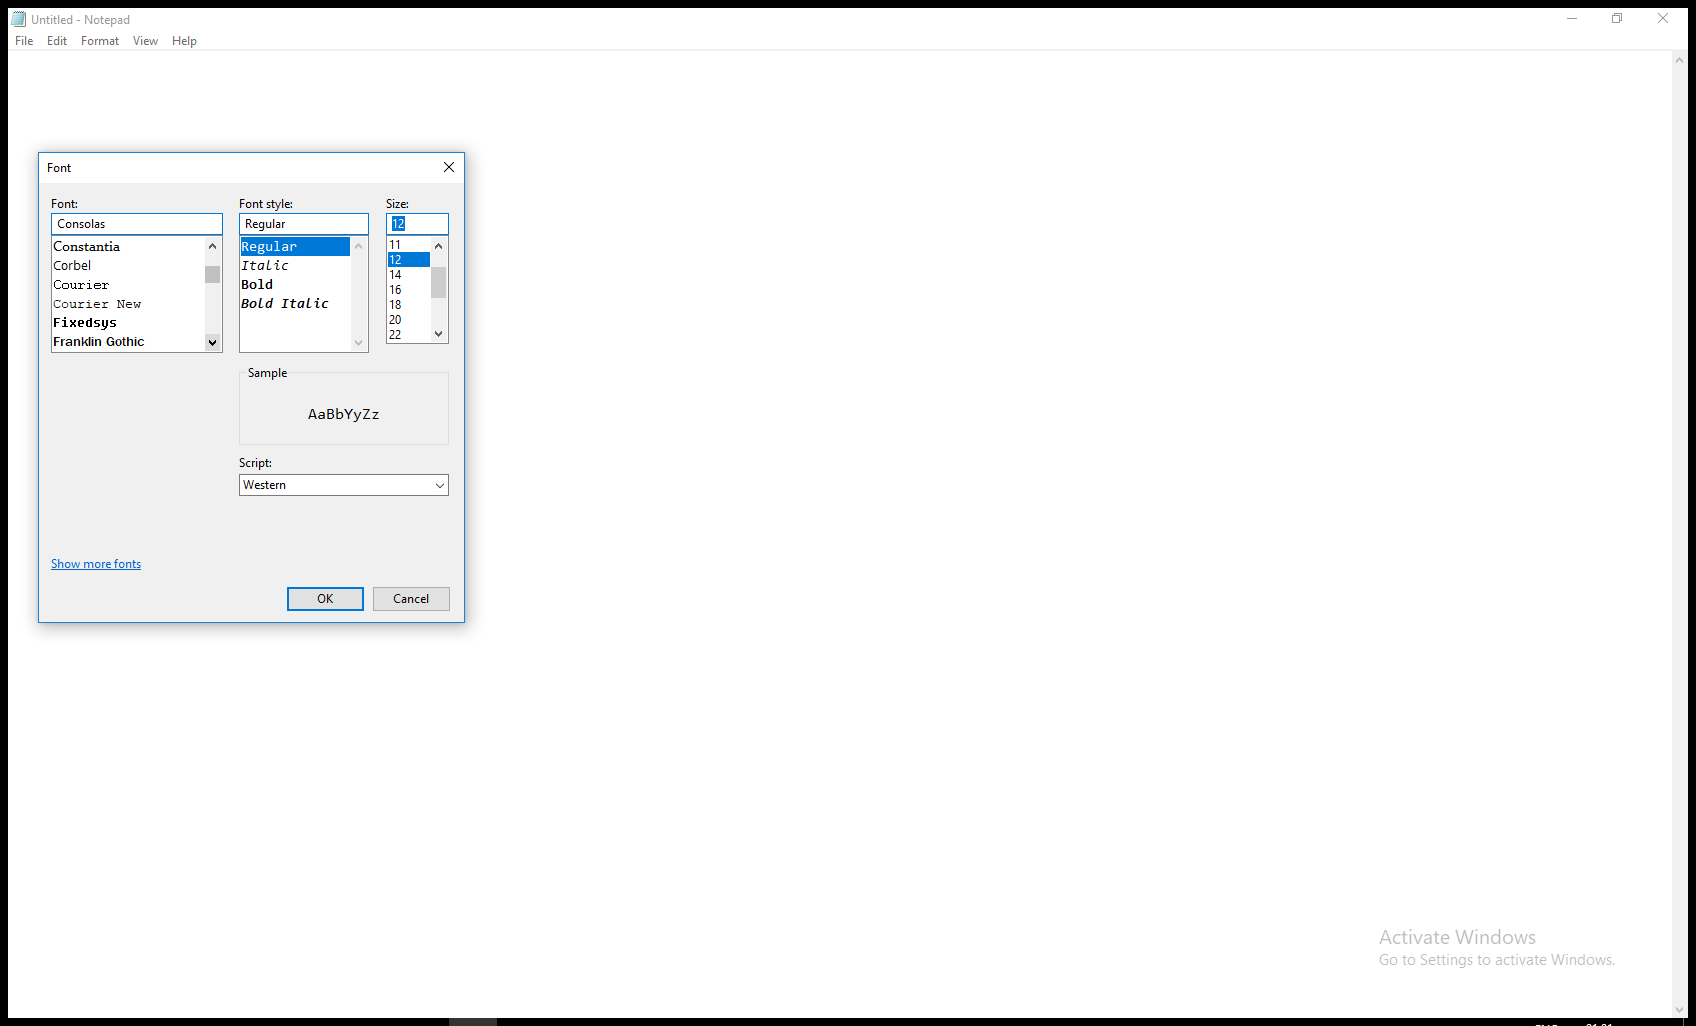 Untitled - Notepad
File Edit Format View Help
Font
Font: Font style: Size:
Consolas Regular 12
Constantia
Corbel
Courier
Courier New
Fixedsys
Franklin Gothic
Regular
Italic
Bold
Bold Italic
11
12
14
16
18
20
22
Sample
AaBbYyZz
Script:
Western
Show more fonts
OK Cancel
Activate Windows
Go to Settings to activate Windows.